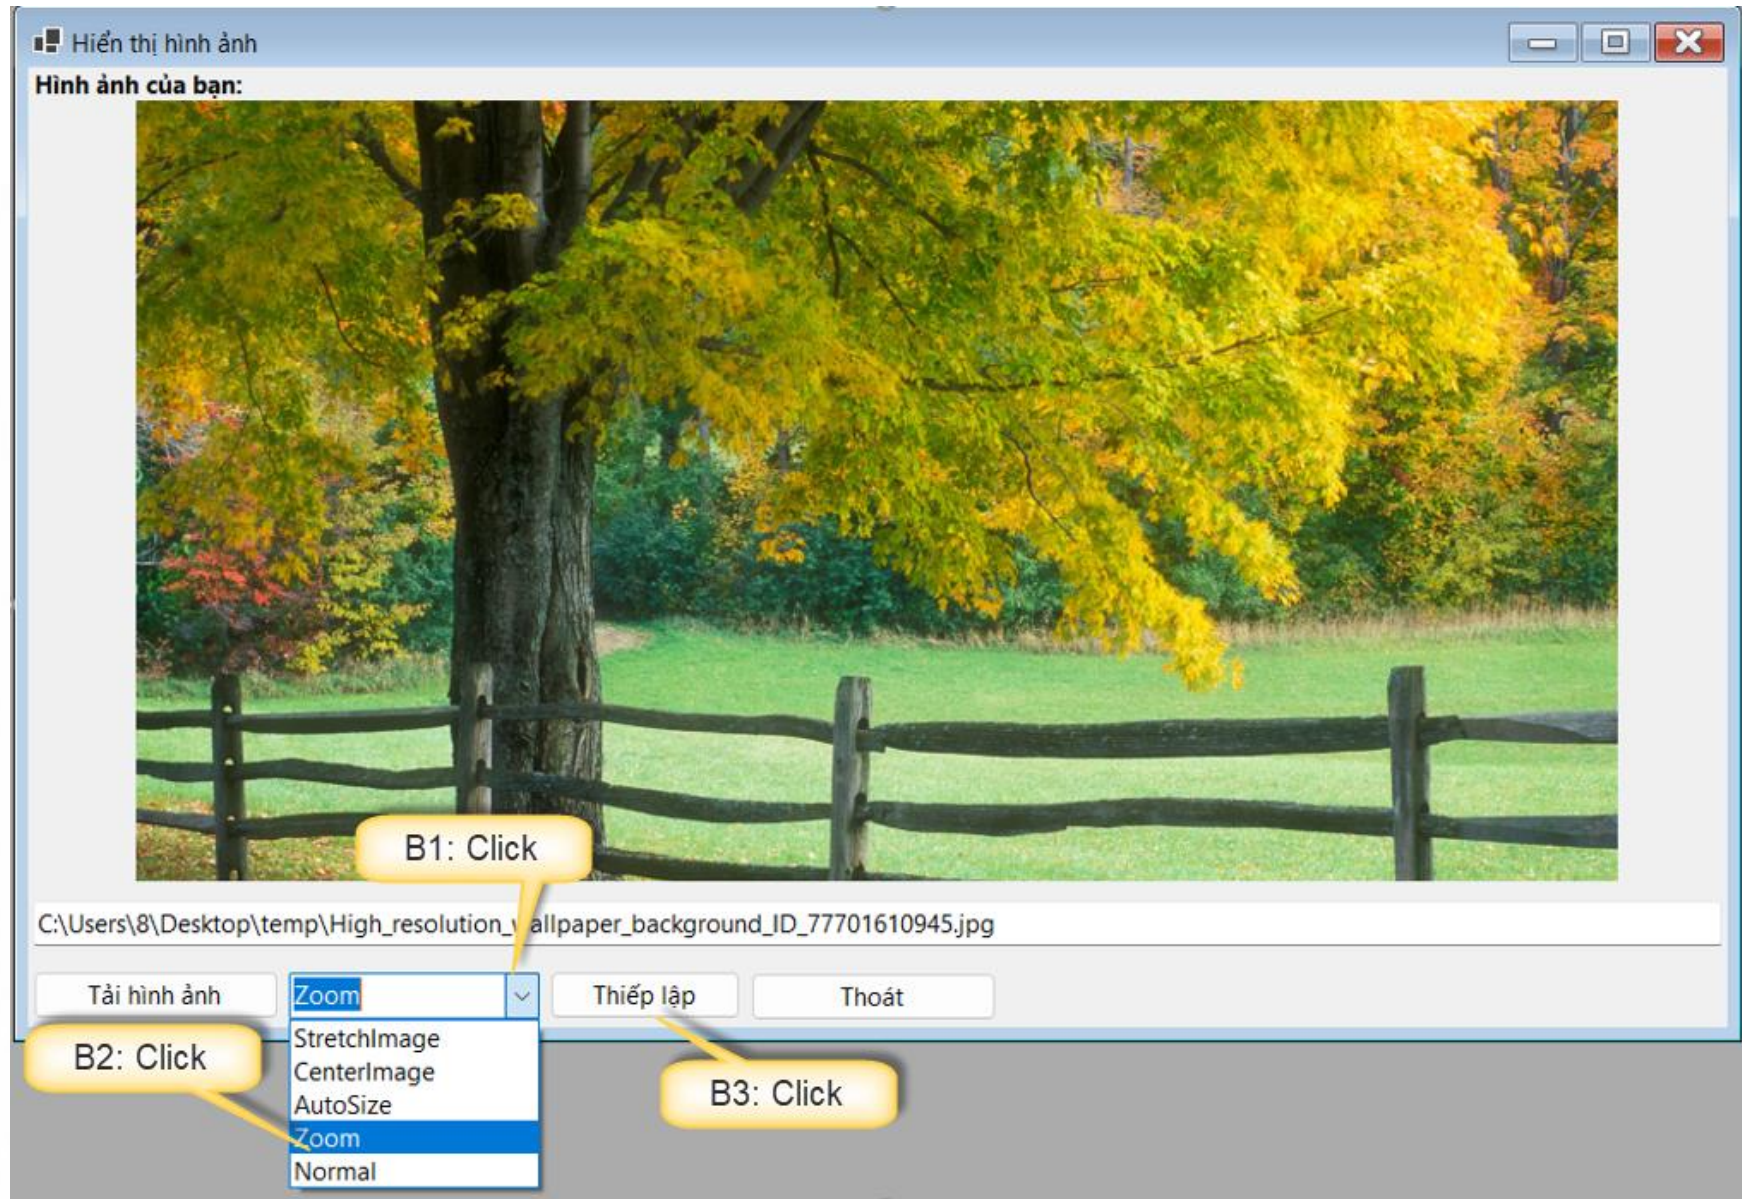 Hiển thị hình ảnh
Hình ảnh của bạn:
B1: Click
C:\Users\8\Desktop\temp\High_resolution_wallpaper_background_ID_77701610945.jpg
Tải hình ảnh
Zoom
Thiếp lập
Thoát
StretchImage
CenterImage
AutoSize
Zoom
Normal
B2: Click
B3: Click